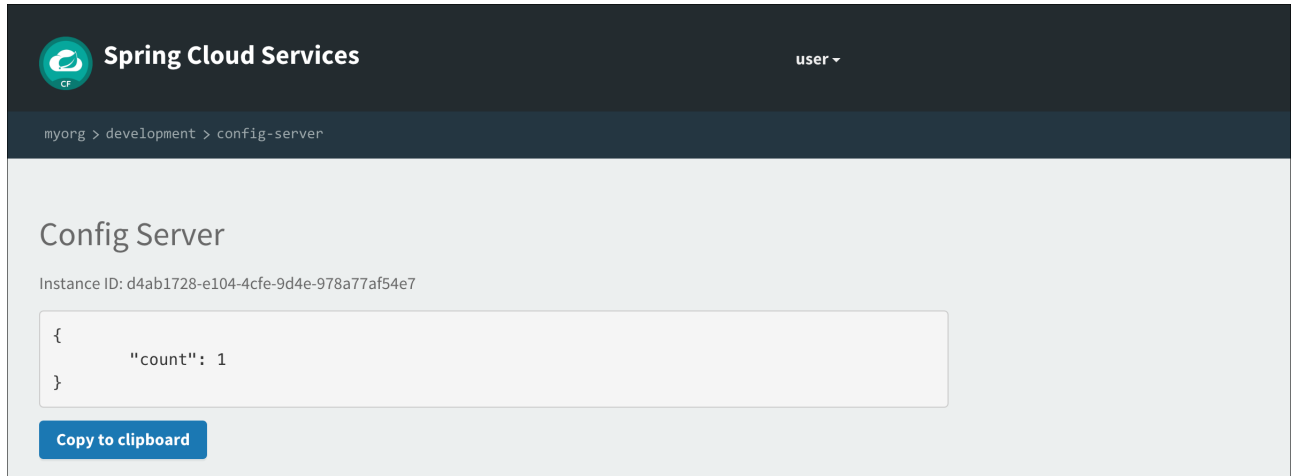 CF
Spring Cloud Services
user
myorg > development > config-server
Config Server
Instance ID: d4ab1728-e104-4cfe-9d4e-978a77af54e7
{
"count": 1
}
Copy to clipboard